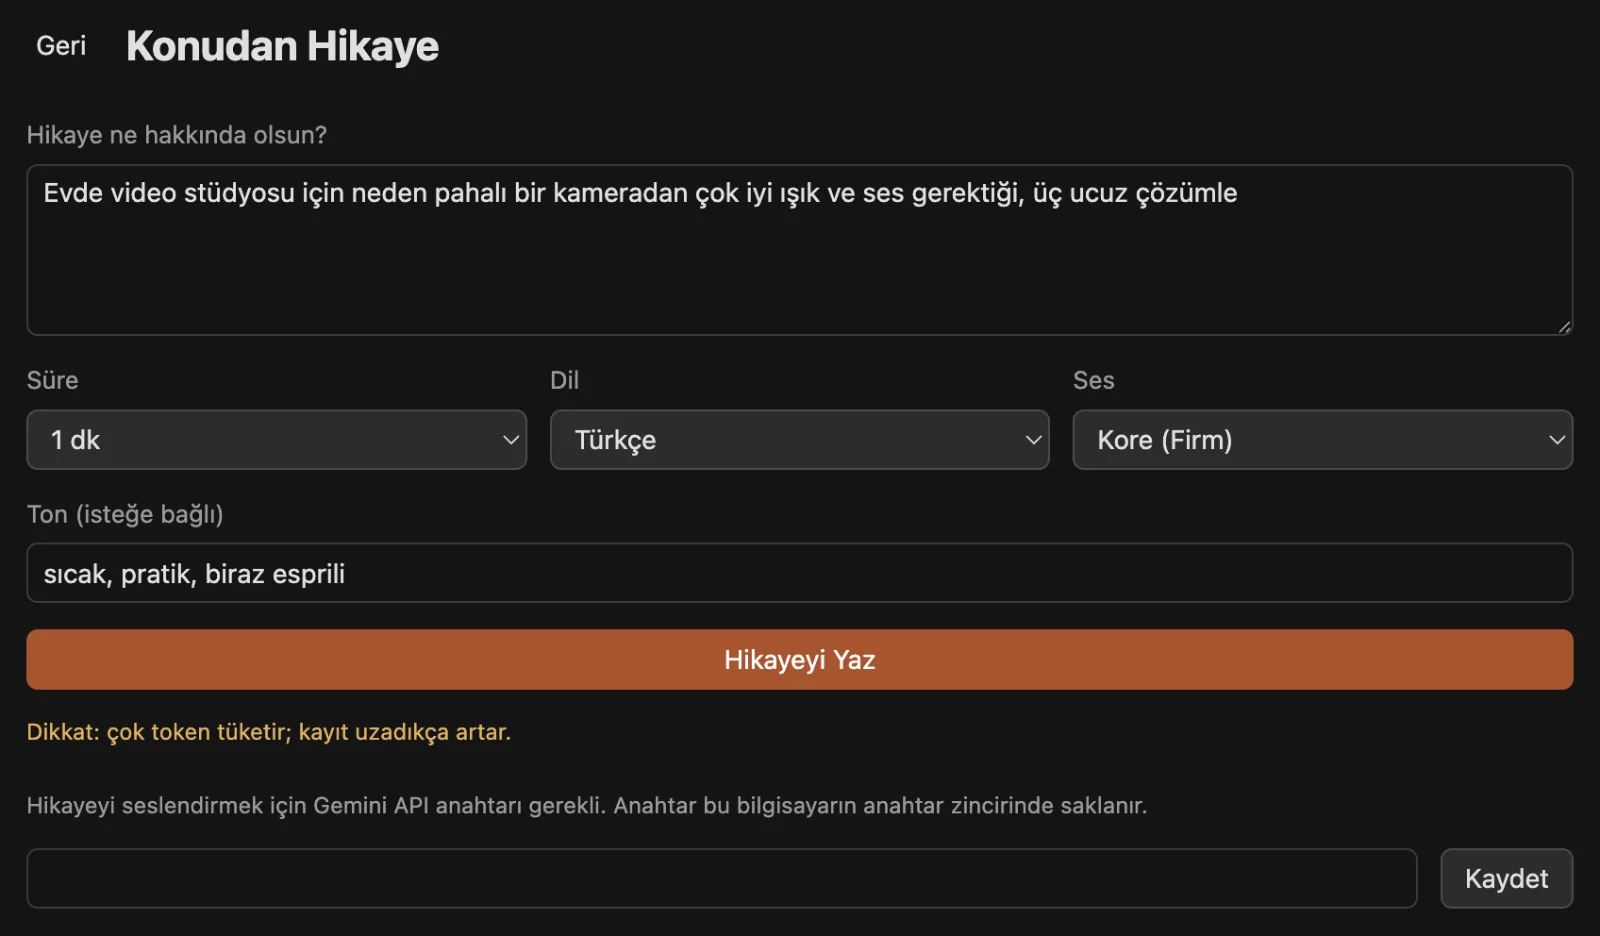 Geri
Konudan Hikaye
Hikaye ne hakkında olsun?
Evde video stüdyosu için neden pahalı bir kameradan çok iyi ışık ve ses gerektiği, üç ucuz çözümle
Süre
Dil
Ses
1 dk
Türkçe
Kore (Firm)
Ton (isteğe bağlı)
sıcak, pratik, biraz esprili
Hikayeyi Yaz
Dikkat: çok token tüketir; kayıt uzadıkça artar.
Hikayeyi seslendirmek için Gemini API anahtarı gerekli. Anahtar bu bilgisayarın anahtar zincirinde saklanır.
Kaydet